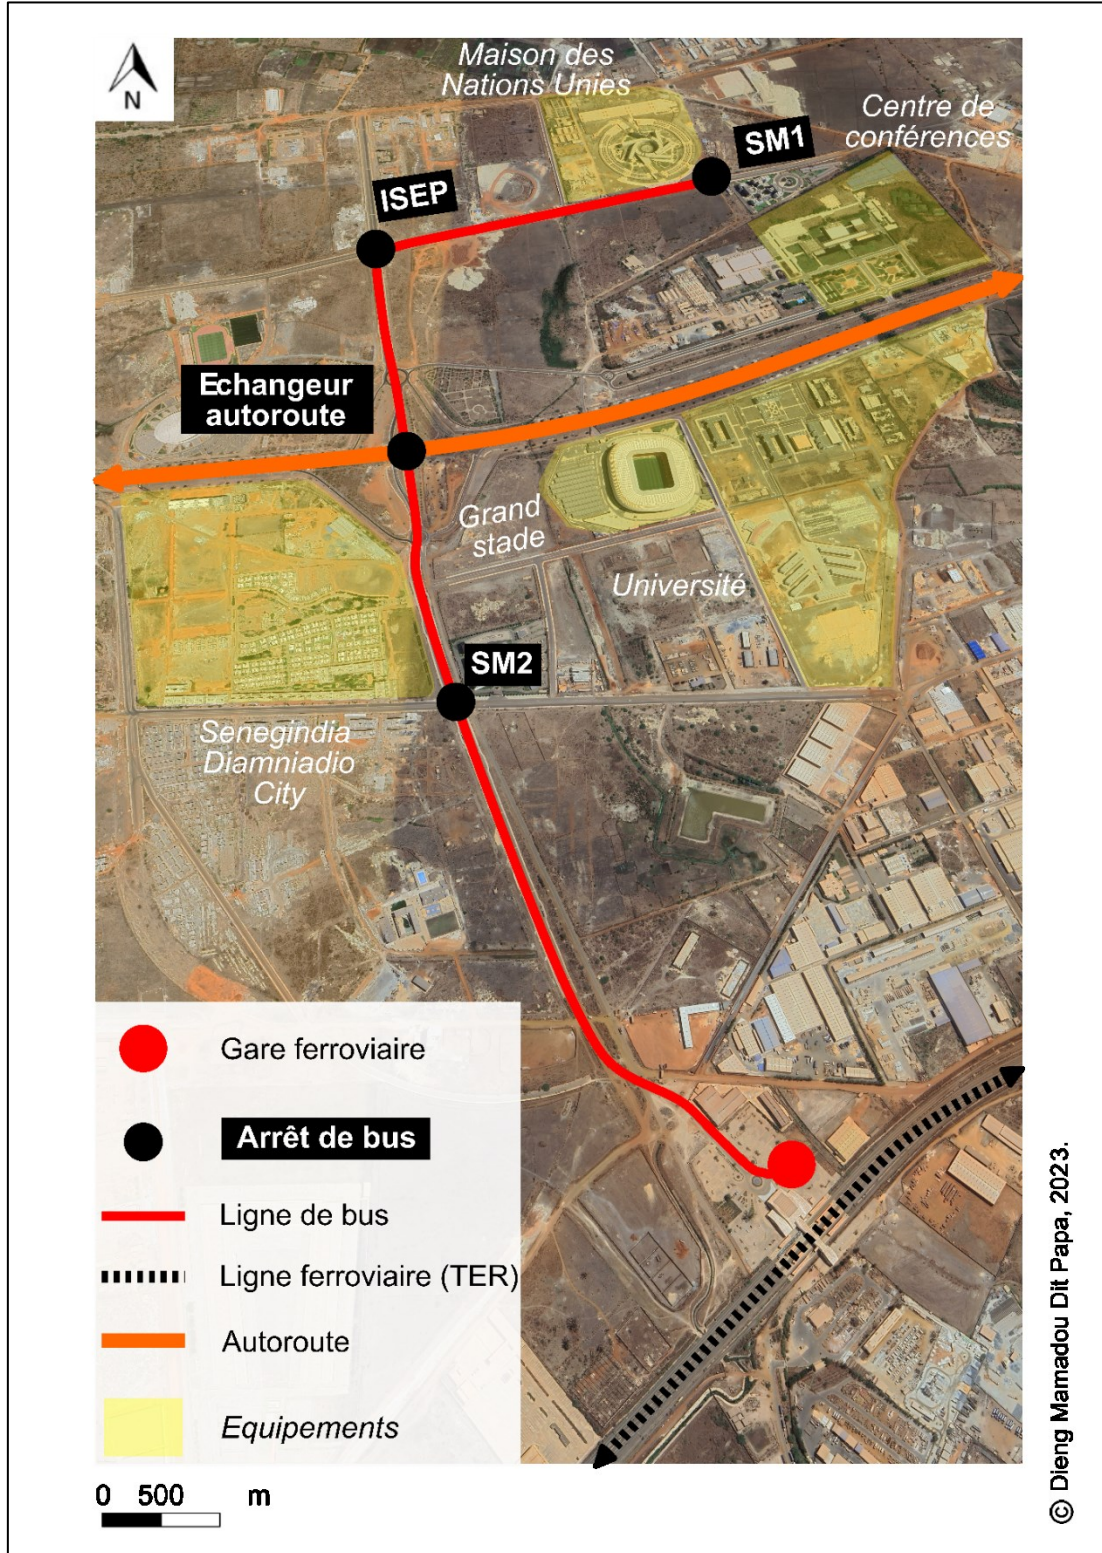 Maison des
Nations Unies
Centre de
conférences
N
SM1
ISEP
Echangeur
autoroute
Grand
stade
Université
SM2
Senegindia
Diamniadio
City
Gare ferroviaire
Arrêt de bus
Ligne de bus
Ligne ferroviaire (TER)
Autoroute
Equipements
0 500 m
© Dieng Mamadou Dit Papa, 2023.